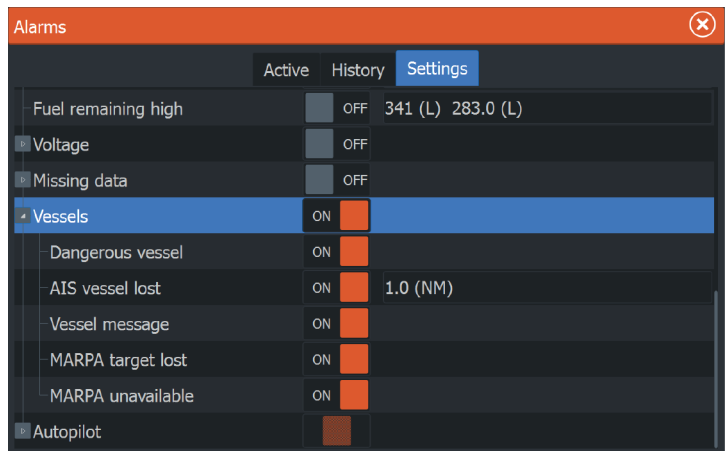 Alarms
Active History Settings
Fuel remaining high OFF 341 (L) 283.0 (L)
Voltage OFF
Missing data OFF
Vessels ON
Dangerous vessel ON
AIS vessel lost ON 1.0 (NM)
Vessel message ON
MARPA target lost ON
MARPA unavailable ON
Autopilot